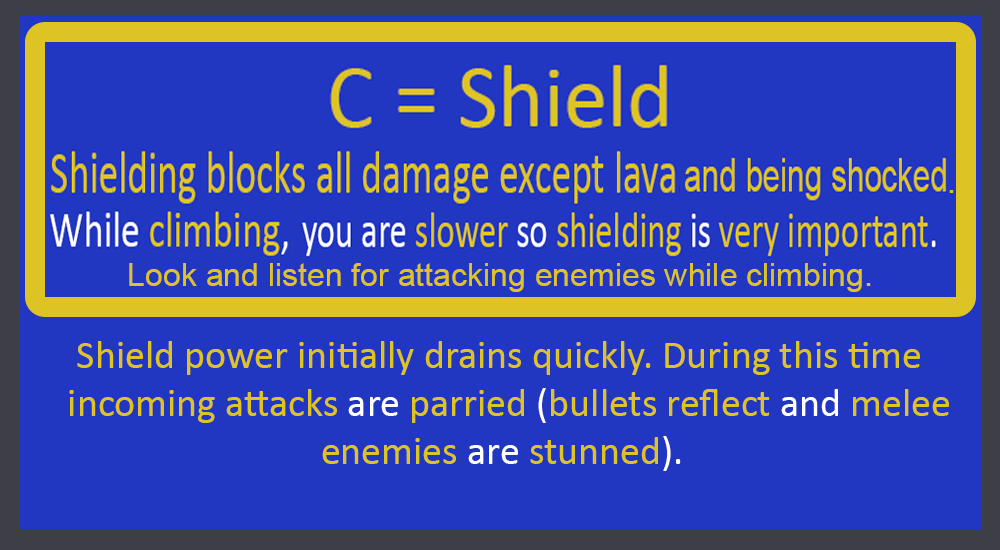 C = Shield
Shielding blocks all damage except lava and being shocked.
While climbing, you are slower so shielding is very important.
Look and listen for attacking enemies while climbing.
Shield power initially drains quickly. During this time
incoming attacks are parried (bullets reflect and melee
enemies are stunned).